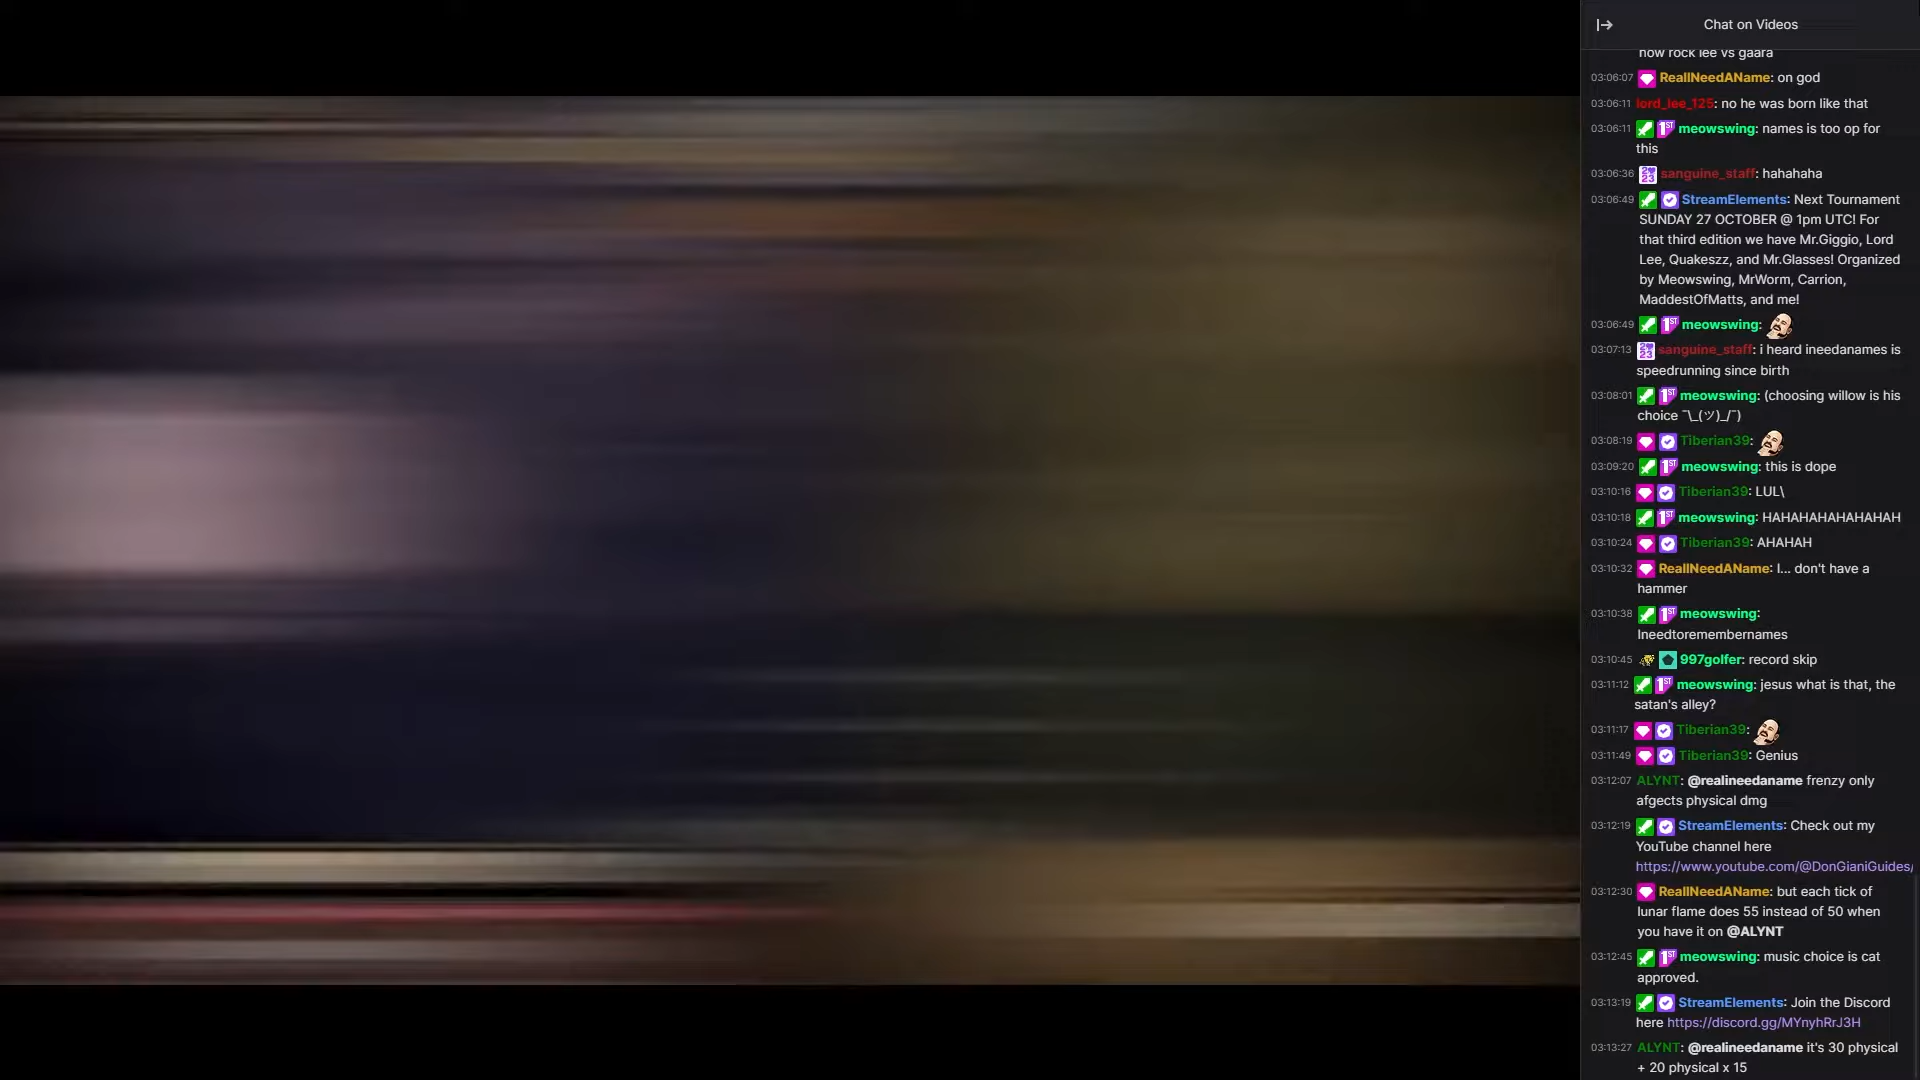 Chat on Videos
now rock lee vs gaara
03:06:07 ReallNeedAName: on god
03:06:11 lord_lee_125: no he was born like that
03:06:11 meowswing: names is too op for
this
03:06:36 sanguine_staff: hahahaha
03:06:49 StreamElements: Next Tournament
SUNDAY 27 OCTOBER @ 1pm UTC! For
that third edition we have Mr.Giggio, Lord
Lee, Quakeszz, and Mr.Glasses! Organized
by Meowswing, MrWorm, Carrion,
MaddestOfMatts, and me!
03:06:49 meowswing:
03:07:13 sanguine_staff: i heard ineedanames is
speedrunning since birth
03:08:01 meowswing: (choosing willow is his
choice ¯\_(ツ)_/¯)
03:08:19 Tiberian39:
03:09:20 meowswing: this is dope
03:10:16 Tiberian39: LUL\
03:10:18 meowswing: HAHAHAHAHAHAHAH
03:10:24 Tiberian39: AHAHAH
03:10:32 ReallNeedAName: I... don't have a
hammer
03:10:38 meowswing:
Ineedtoremembernames
03:10:45 997golfer: record skip
03:11:12 meowswing: jesus what is that, the
satan's alley?
03:11:17 Tiberian39:
03:11:49 Tiberian39: Genius
03:12:07 ALYNT: @realineedaname frenzy only
afgects physical dmg
03:12:19 StreamElements: Check out my
YouTube channel here
https://www.youtube.com/@DonGianiGuides/
03:12:30 ReallNeedAName: but each tick of
lunar flame does 55 instead of 50 when
you have it on @ALYNT
03:12:45 meowswing: music choice is cat
approved.
03:13:19 StreamElements: Join the Discord
here https://discord.gg/MYnyhRrJ3H
03:13:27 ALYNT: @realineedaname it's 30 physical
+ 20 physical x 15